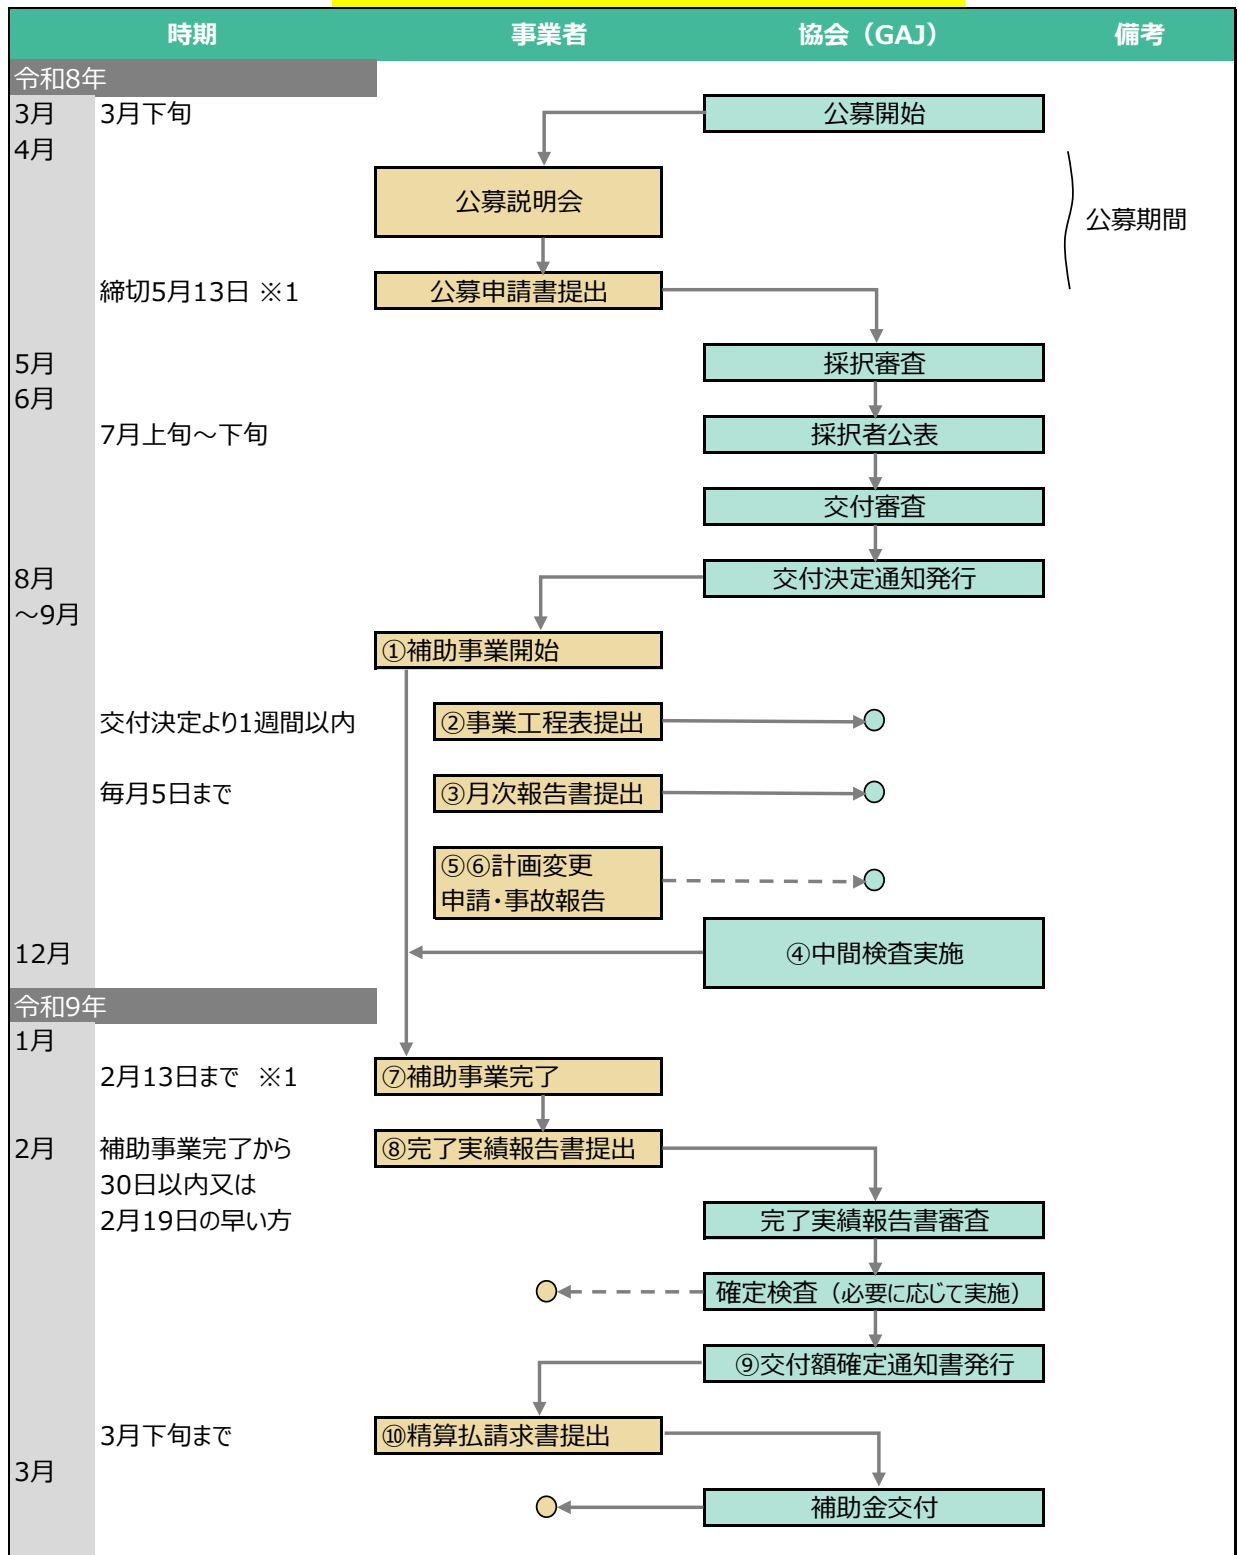 時期 事業者 協会（GAJ） 備考
令和8年
3月 3月下旬 公募開始
4月
公募説明会
公募期間
締切5月13日 ※1 公募申請書提出
5月 採択審査
6月
7月上旬～下旬 採択者公表
交付審査
8月 交付決定通知発行
～9月
①補助事業開始
交付決定より1週間以内 ②事業工程表提出
毎月5日まで ③月次報告書提出
⑤⑥計画変更
申請・事故報告
12月 ④中間検査実施
令和9年
1月
2月13日まで ※1 ⑦補助事業完了
2月 補助事業完了から ⑧完了実績報告書提出
30日以内又は
2月19日の早い方 完了実績報告書審査
確定検査（必要に応じて実施）
⑨交付額確定通知書発行
3月下旬まで ⑩精算払請求書提出
3月
補助金交付